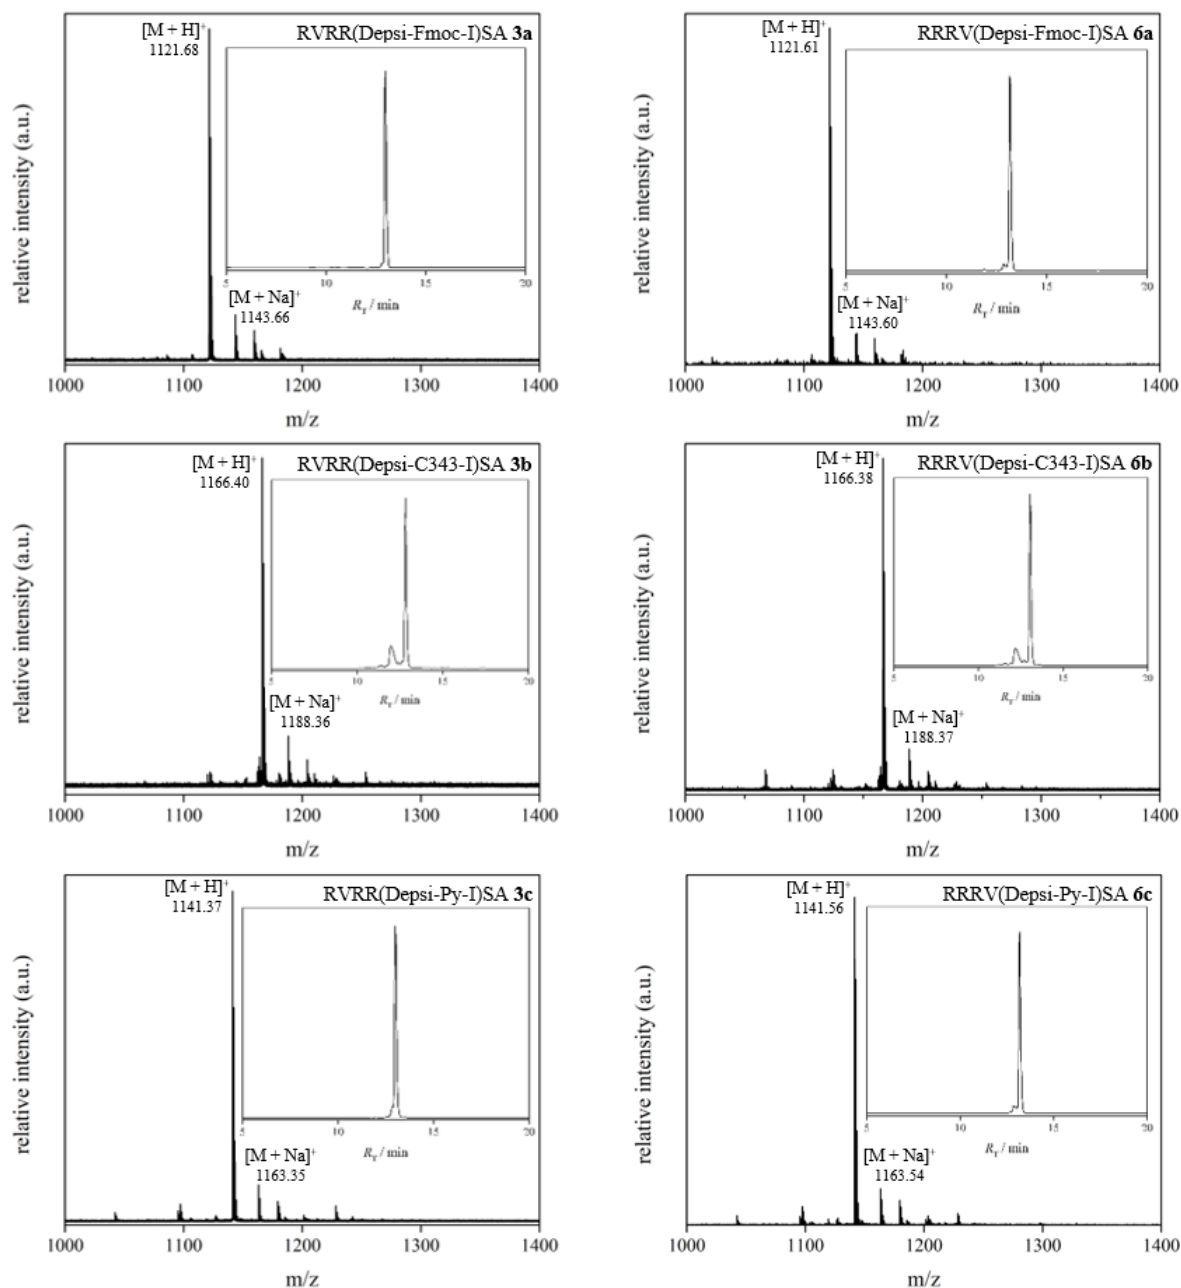 RVRR(Depsi-Fmoc-I)SA 3a
[M + H]⁺
1121.68
[M + Na]⁺
1143.66
5 10 15 20
R_T / min
relative intensity (a.u.)
1000 1100 1200 1300 1400
m/z
RRRV(Depsi-Fmoc-I)SA 6a
[M + H]⁺
1121.61
[M + Na]⁺
1143.60
5 10 15 20
R_T / min
relative intensity (a.u.)
1000 1100 1200 1300 1400
m/z
RVRR(Depsi-C343-I)SA 3b
[M + H]⁺
1166.40
[M + Na]⁺
1188.36
5 10 15 20
R_T / min
relative intensity (a.u.)
1000 1100 1200 1300 1400
m/z
RRRV(Depsi-C343-I)SA 6b
[M + H]⁺
1166.38
[M + Na]⁺
1188.37
5 10 15 20
R_T / min
relative intensity (a.u.)
1000 1100 1200 1300 1400
m/z
RVRR(Depsi-Py-I)SA 3c
[M + H]⁺
1141.37
[M + Na]⁺
1163.35
5 10 15 20
R_T / min
relative intensity (a.u.)
1000 1100 1200 1300 1400
m/z
RRRV(Depsi-Py-I)SA 6c
[M + H]⁺
1141.56
[M + Na]⁺
1163.54
5 10 15 20
R_T / min
relative intensity (a.u.)
1000 1100 1200 1300 1400
m/z